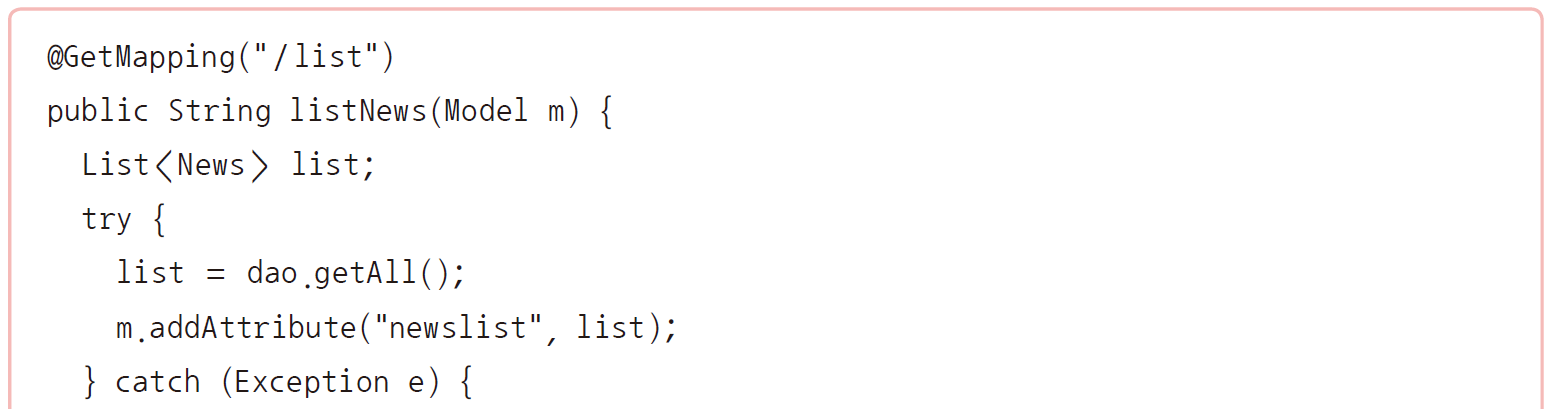 @GetMapping("/list")
public String listNews(Model m) {
  List<News> list;
  try {
    list = dao.getAll();
    m.addAttribute("newslist", list);
  } catch (Exception e) {